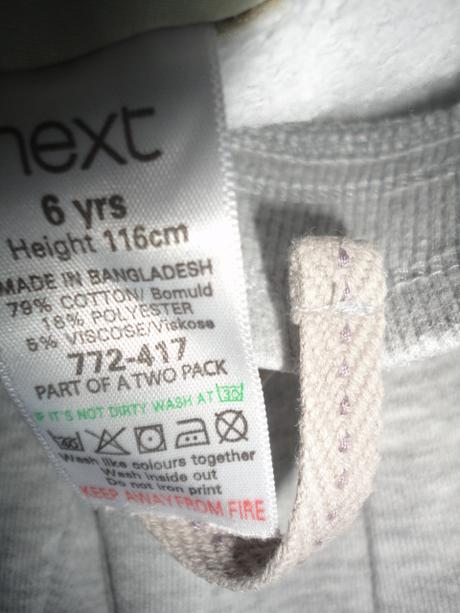 next
6 yrs
Height 116cm
MADE IN BANGLADESH
79% COTTON/ Bomuld
16% POLYESTER
5% VISCOSE/Viskose
772-417
PART OF A TWO PACK
IF IT'S NOT DIRTY WASH AT 30
Wash like colours together
Wash inside out
Do not iron print
KEEP AWAY FROM FIRE